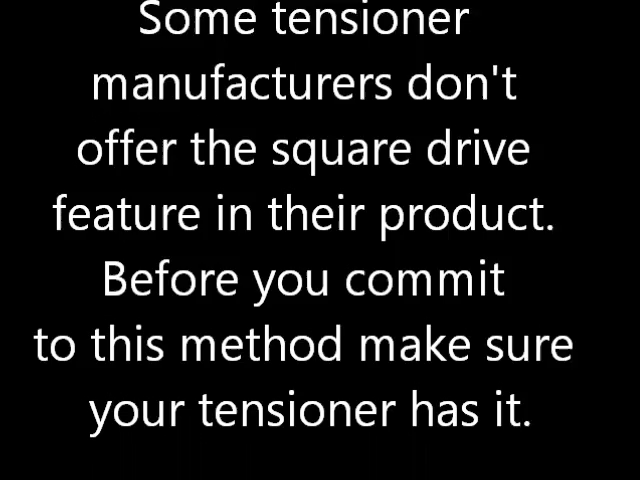 Some tensioner
manufacturers don't
offer the square drive
feature in their product.
Before you commit
to this method make sure
your tensioner has it.